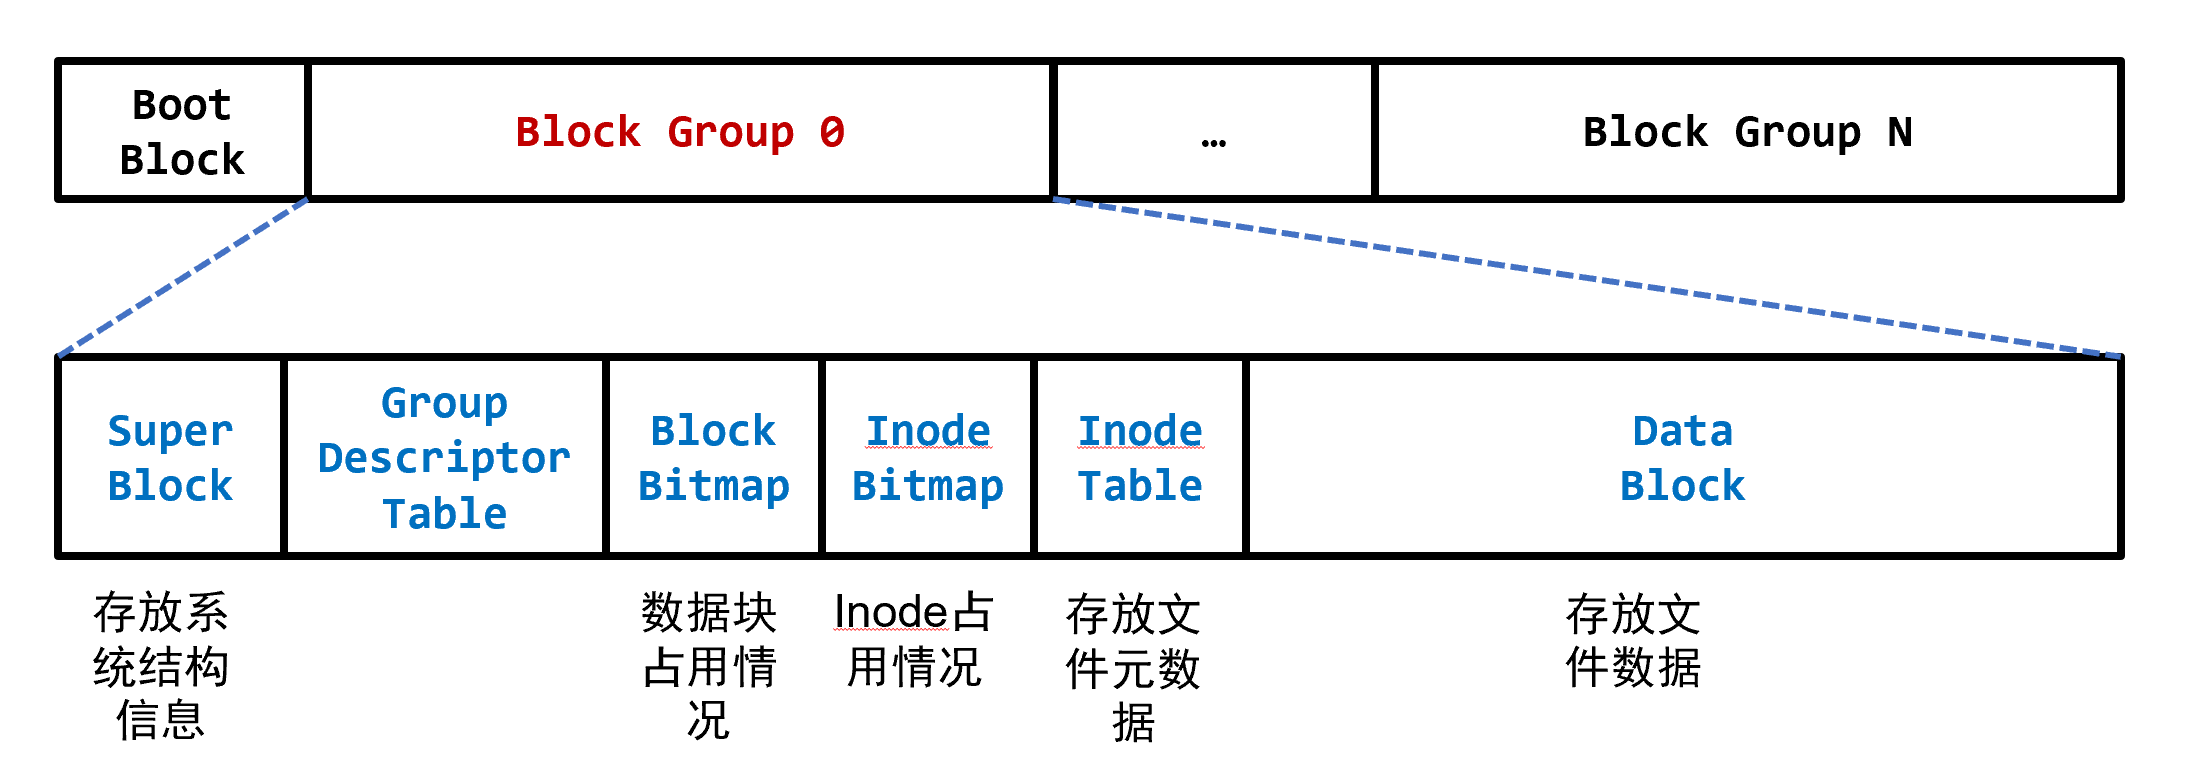 Boot
Block
Block Group 0
…
Block Group N
Super
Block
Group
Descriptor
Table
Block
Bitmap
Inode
Bitmap
Inode
Table
Data
Block
存放系
统结构
信息
数据块
占用情
况
Inode占
用情况
存放文
件元数
据
存放文
件数据